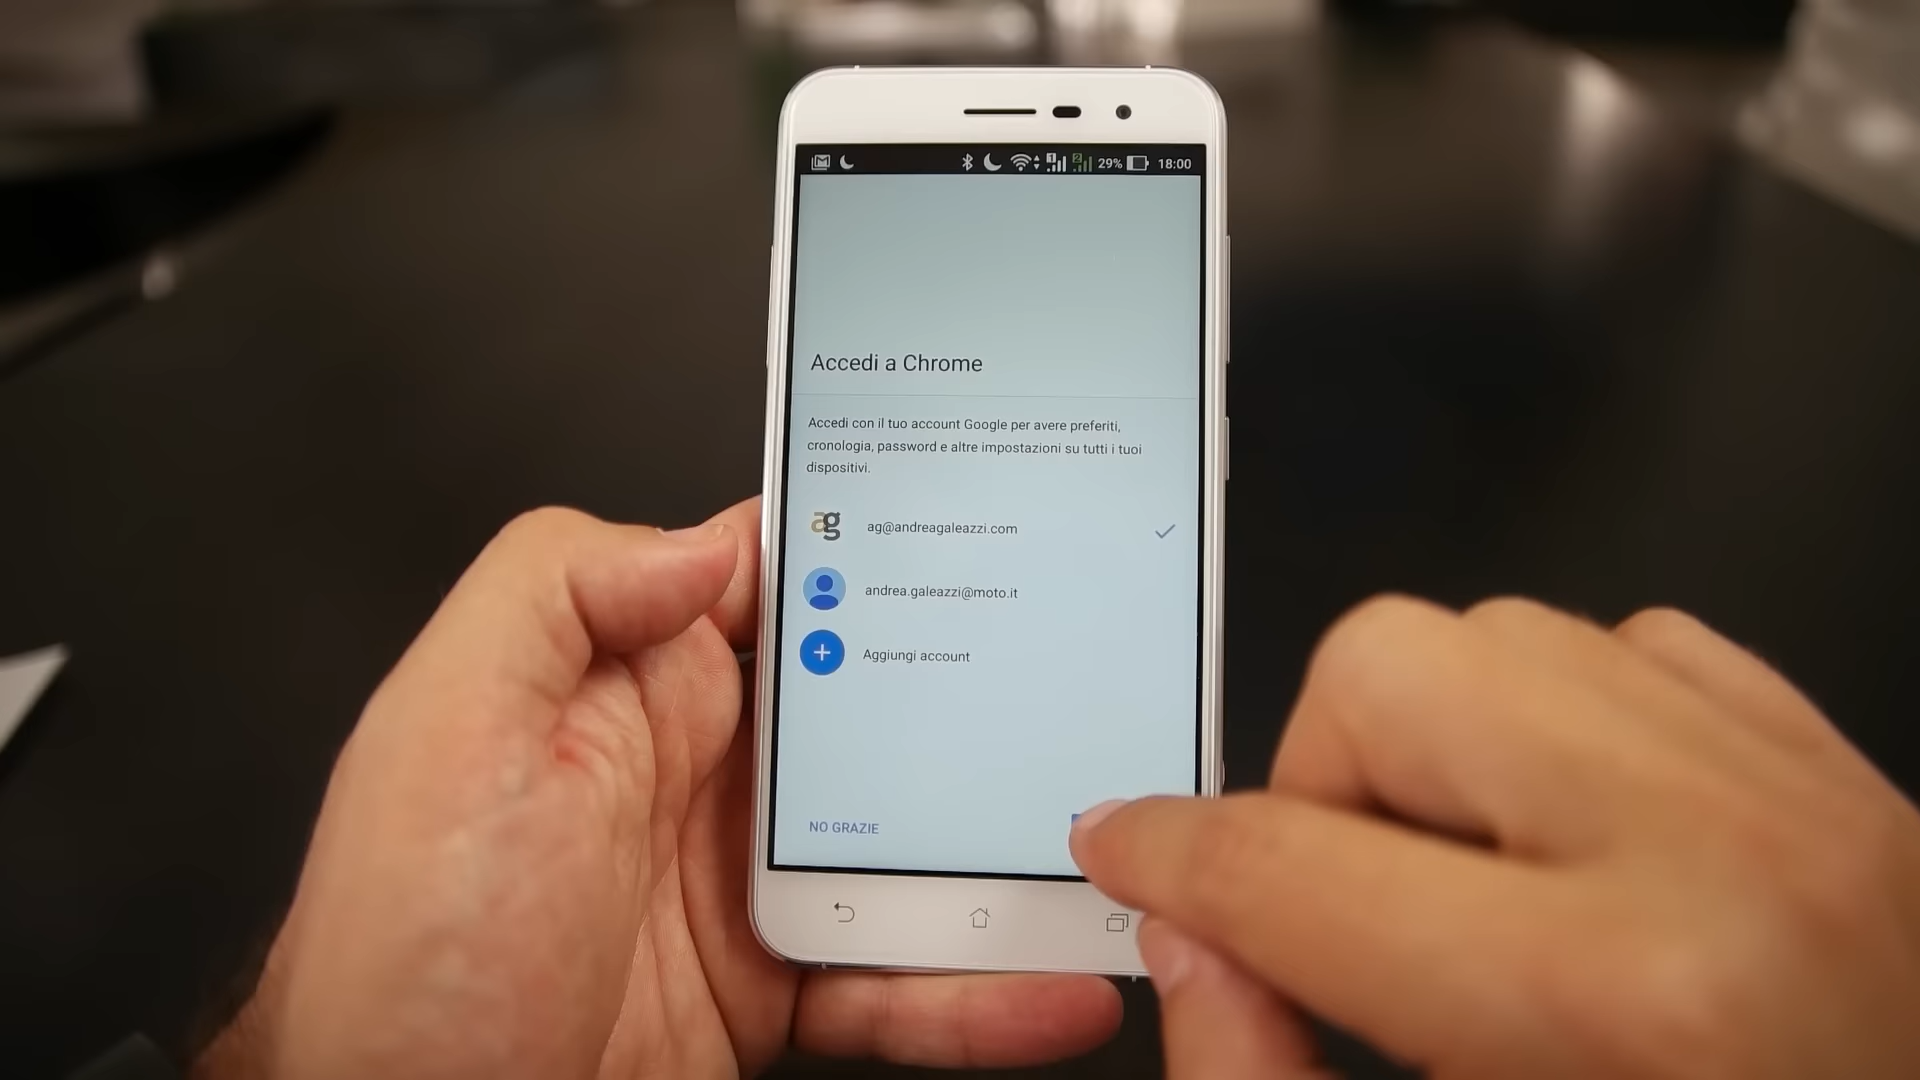 29% 18:00
Accedi a Chrome
Accedi con il tuo account Google per avere preferiti,
cronologia, password e altre impostazioni su tutti i tuoi
dispositivi.
ag ag@andreagaleazzi.com
andrea.galeazzi@moto.it
Aggiungi account
NO GRAZIE